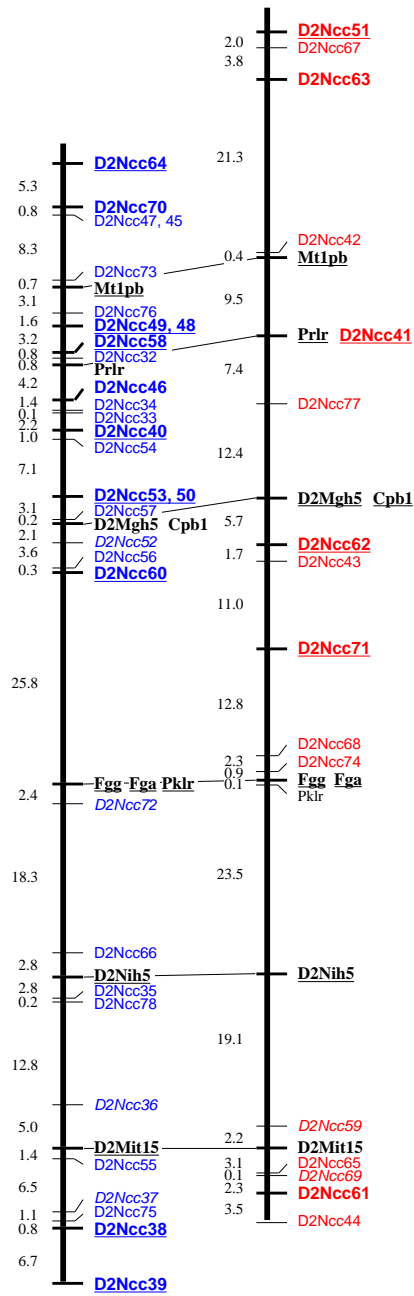 D2Ncc64
5.3
D2Ncc70
0.8
D2Ncc47, 45
8.3
D2Ncc73
0.7
Mt1pb
3.1
D2Ncc76
1.6
D2Ncc49, 48
3.2
D2Ncc58
0.8
D2Ncc32
0.8
Prlr
4.2
D2Ncc46
1.4
D2Ncc34
0.1
D2Ncc33
2.2
D2Ncc40
1.0
D2Ncc54
7.1
D2Ncc53, 50
3.1
D2Ncc57
0.2
D2Mgh5 Cpb1
2.1
D2Ncc52
3.6
D2Ncc56
0.3
D2Ncc60
25.8
Fgg Fga Pklr
2.4
D2Ncc72
18.3
D2Ncc66
2.8
D2Nih5
2.8
D2Ncc35
0.2
D2Ncc78
12.8
D2Ncc36
5.0
D2Mit15
1.4
D2Ncc55
6.5
D2Ncc37
1.1
D2Ncc75
0.8
D2Ncc38
6.7
D2Ncc39
D2Ncc51
2.0
D2Ncc67
3.8
D2Ncc63
21.3
D2Ncc42
0.4
Mt1pb
9.5
Prlr D2Ncc41
7.4
D2Ncc77
12.4
D2Mgh5 Cpb1
5.7
D2Ncc62
1.7
D2Ncc43
11.0
D2Ncc71
12.8
D2Ncc68
2.3
D2Ncc74
0.9
Fgg Fga
0.1
Pklr
23.5
D2Nih5
19.1
D2Ncc59
2.2
D2Mit15
3.1
D2Ncc65
0.1
D2Ncc69
2.3
D2Ncc61
3.5
D2Ncc44